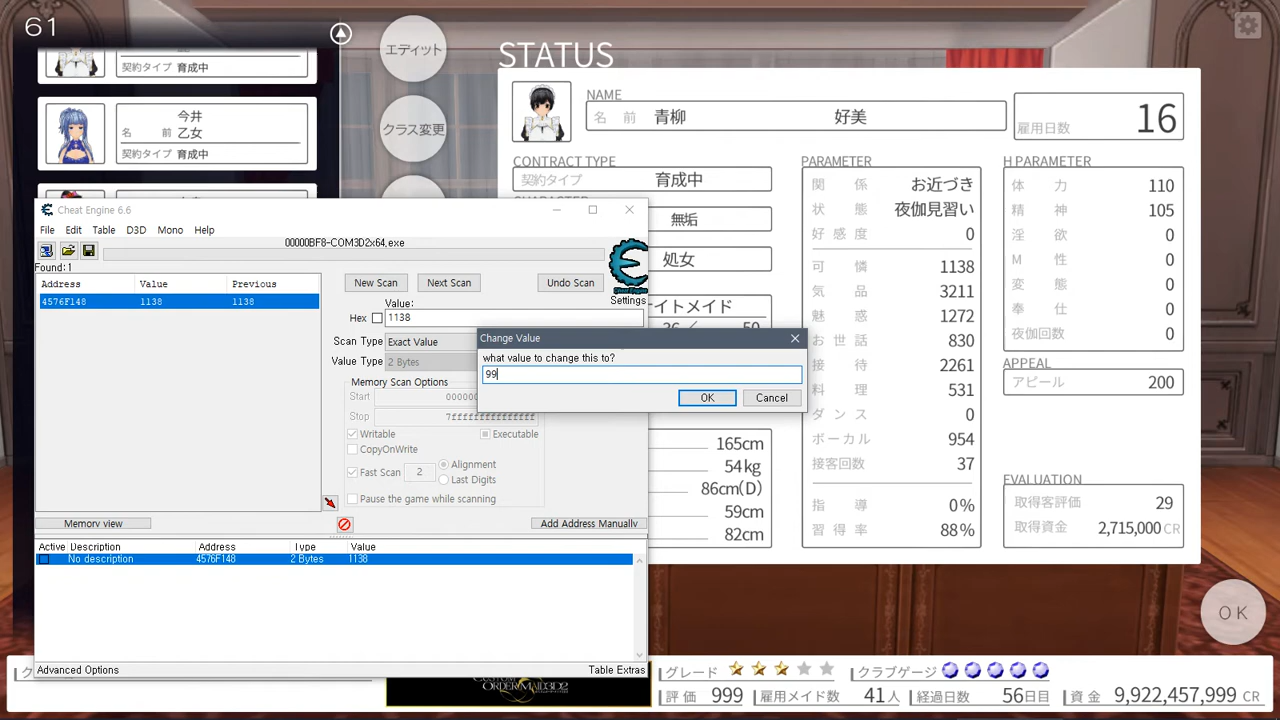 61
契約タイプ 育成中
今井
名 前 乙女
契約タイプ 育成中
エディット
クラス変更
STATUS
NAME
名 前 青柳 好美
雇用日数 16
CONTRACT TYPE
契約タイプ 育成中
無垢
処女
イトメイド
PARAMETER
関 係 お近づき
状 態 夜伽見習い
好 感 度 0
可 憐 1138
気 品 3211
魅 惑 1272
お 世 話 830
接 待 2261
料 理 531
ダ ン ス 0
ボーカル 954
接客回数 37
指 導 0%
習 得 率 88%
H PARAMETER
体 力 110
精 神 105
淫 欲 0
M 性 0
変 態 0
奉 仕 0
夜伽回数 0
APPEAL
アピール 200
EVALUATION
取得客評価 29
取得資金 2,715,000 CR
165cm
54kg
86cm(D)
59cm
82cm
OK
Cheat Engine 6.6
File Edit Table D3D Mono Help
00000BF8-COM3D2x64.exe
Found:1
Address Value Previous
4576F148 1138 1138
New Scan Next Scan Undo Scan
Settings
Value:
Hex 1138
Scan Type Exact Value
Value Type 2 Bytes
Memory Scan Options
Start 000000
Stop 7fffffffffffffff
Writable Executable
CopyOnWrite
Fast Scan 2 Alignment
Last Digits
Pause the game while scanning
Memory view Add Address Manually
Active Description Address Type Value
No description 4576F148 2 Bytes 1138
Advanced Options Table Extras
Change Value
what value to change this to?
99
OK Cancel
CUSTOM
ORDER MAID3D2
グレード クラブゲージ
評 価 999 雇用メイド数 41人 経過日数 56日目 資 金 9,922,457,999 CR